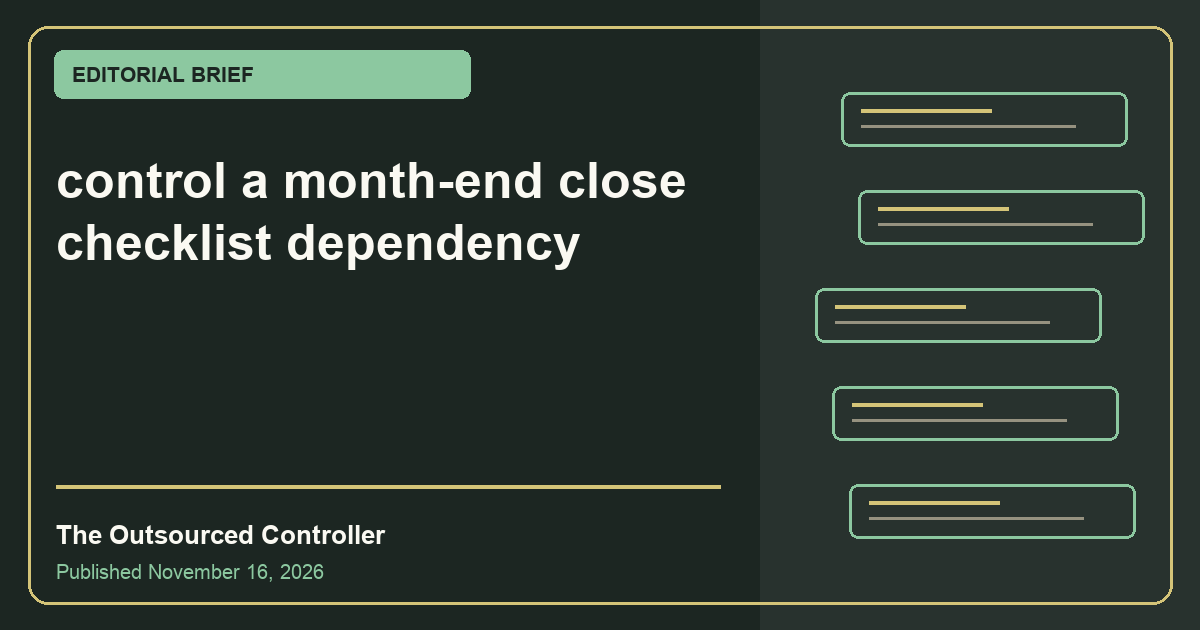 EDITORIAL BRIEF
control a month-end close
checklist dependency
The Outsourced Controller
Published November 16, 2026